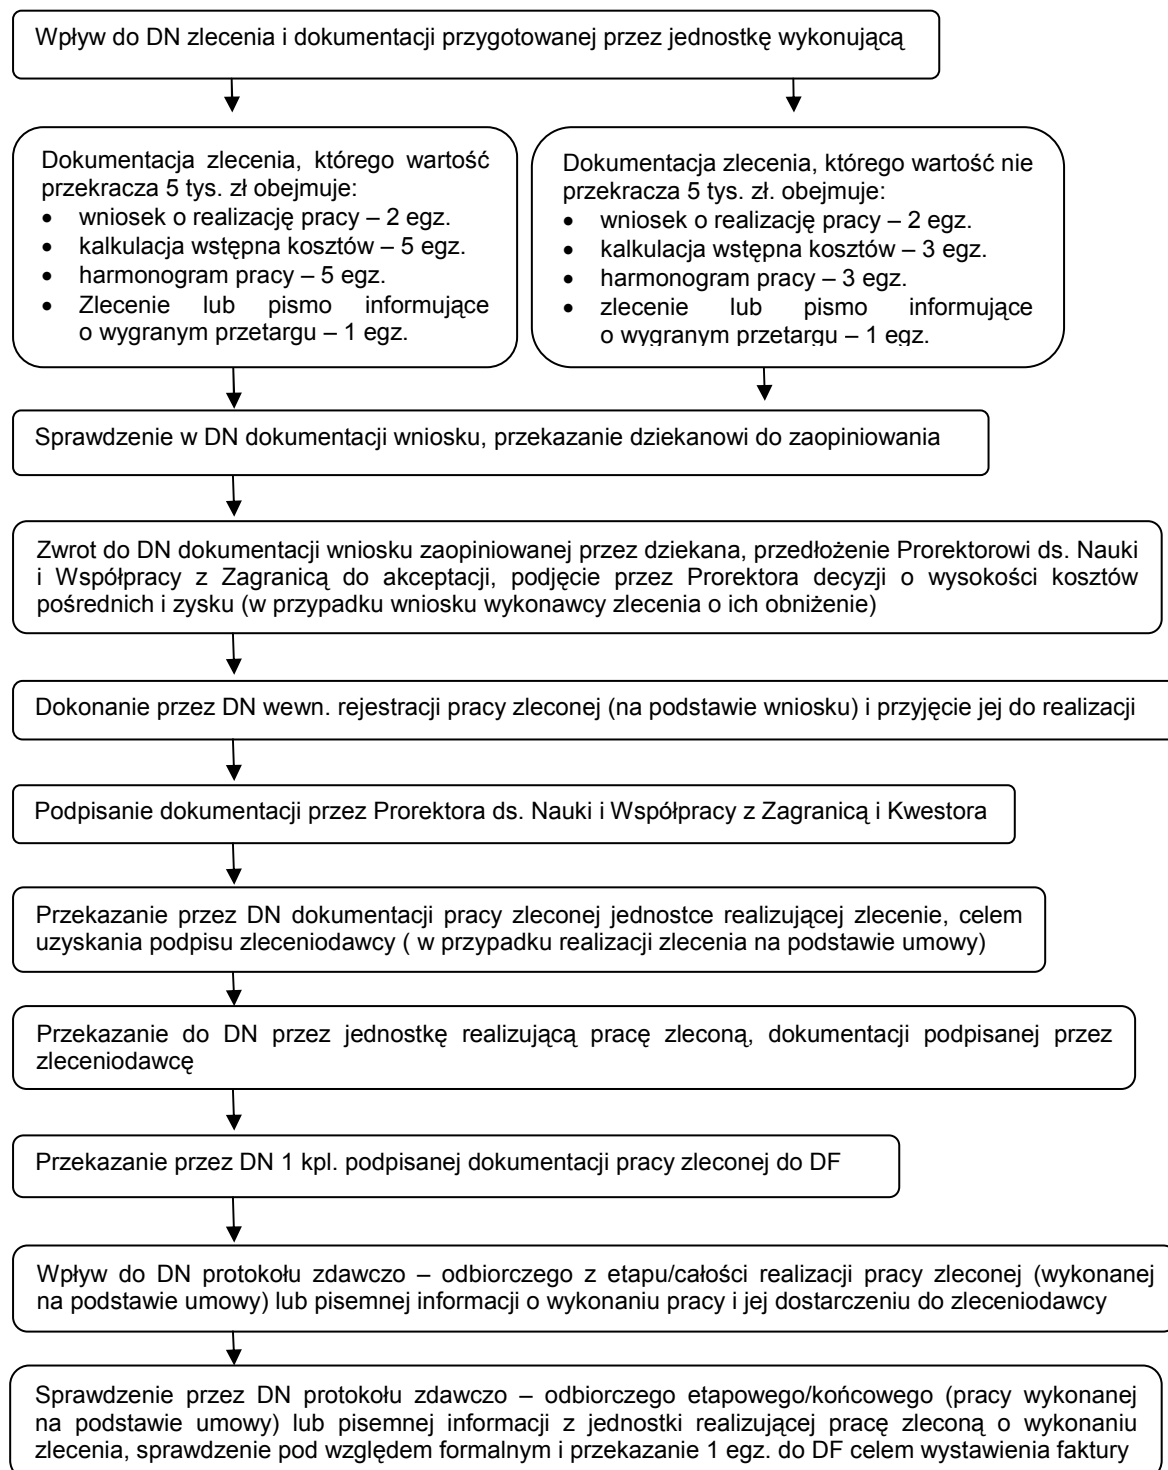 Wpływ do DN zlecenia i dokumentacji przygotowanej przez jednostkę wykonującą
Dokumentacja zlecenia, którego wartość
przekracza 5 tys. zł obejmuje:
• wniosek o realizację pracy – 2 egz.
• kalkulacja wstępna kosztów – 5 egz.
• harmonogram pracy – 5 egz.
• Zlecenie lub pismo informujące
o wygranym przetargu – 1 egz.
Dokumentacja zlecenia, którego wartość nie
przekracza 5 tys. zł. obejmuje:
• wniosek o realizację pracy – 2 egz.
• kalkulacja wstępna kosztów – 3 egz.
• harmonogram pracy – 3 egz.
• zlecenie lub pismo informujące
o wygranym przetargu – 1 egz.
Sprawdzenie w DN dokumentacji wniosku, przekazanie dziekanowi do zaopiniowania
Zwrot do DN dokumentacji wniosku zaopiniowanej przez dziekana, przedłożenie Prorektorowi ds. Nauki
i Współpracy z Zagranicą do akceptacji, podjęcie przez Prorektora decyzji o wysokości kosztów
pośrednich i zysku (w przypadku wniosku wykonawcy zlecenia o ich obniżenie)
Dokonanie przez DN wewn. rejestracji pracy zleconej (na podstawie wniosku) i przyjęcie jej do realizacji
Podpisanie dokumentacji przez Prorektora ds. Nauki i Współpracy z Zagranicą i Kwestora
Przekazanie przez DN dokumentacji pracy zleconej jednostce realizującej zlecenie, celem
uzyskania podpisu zleceniodawcy ( w przypadku realizacji zlecenia na podstawie umowy)
Przekazanie do DN przez jednostkę realizującą pracę zleconą, dokumentacji podpisanej przez
zleceniodawcę
Przekazanie przez DN 1 kpl. podpisanej dokumentacji pracy zleconej do DF
Wpływ do DN protokołu zdawczo – odbiorczego z etapu/całości realizacji pracy zleconej (wykonanej
na podstawie umowy) lub pisemnej informacji o wykonaniu pracy i jej dostarczeniu do zleceniodawcy
Sprawdzenie przez DN protokołu zdawczo – odbiorczego etapowego/końcowego (pracy wykonanej
na podstawie umowy) lub pisemnej informacji z jednostki realizującej pracę zleconą o wykonaniu
zlecenia, sprawdzenie pod względem formalnym i przekazanie 1 egz. do DF celem wystawienia faktury